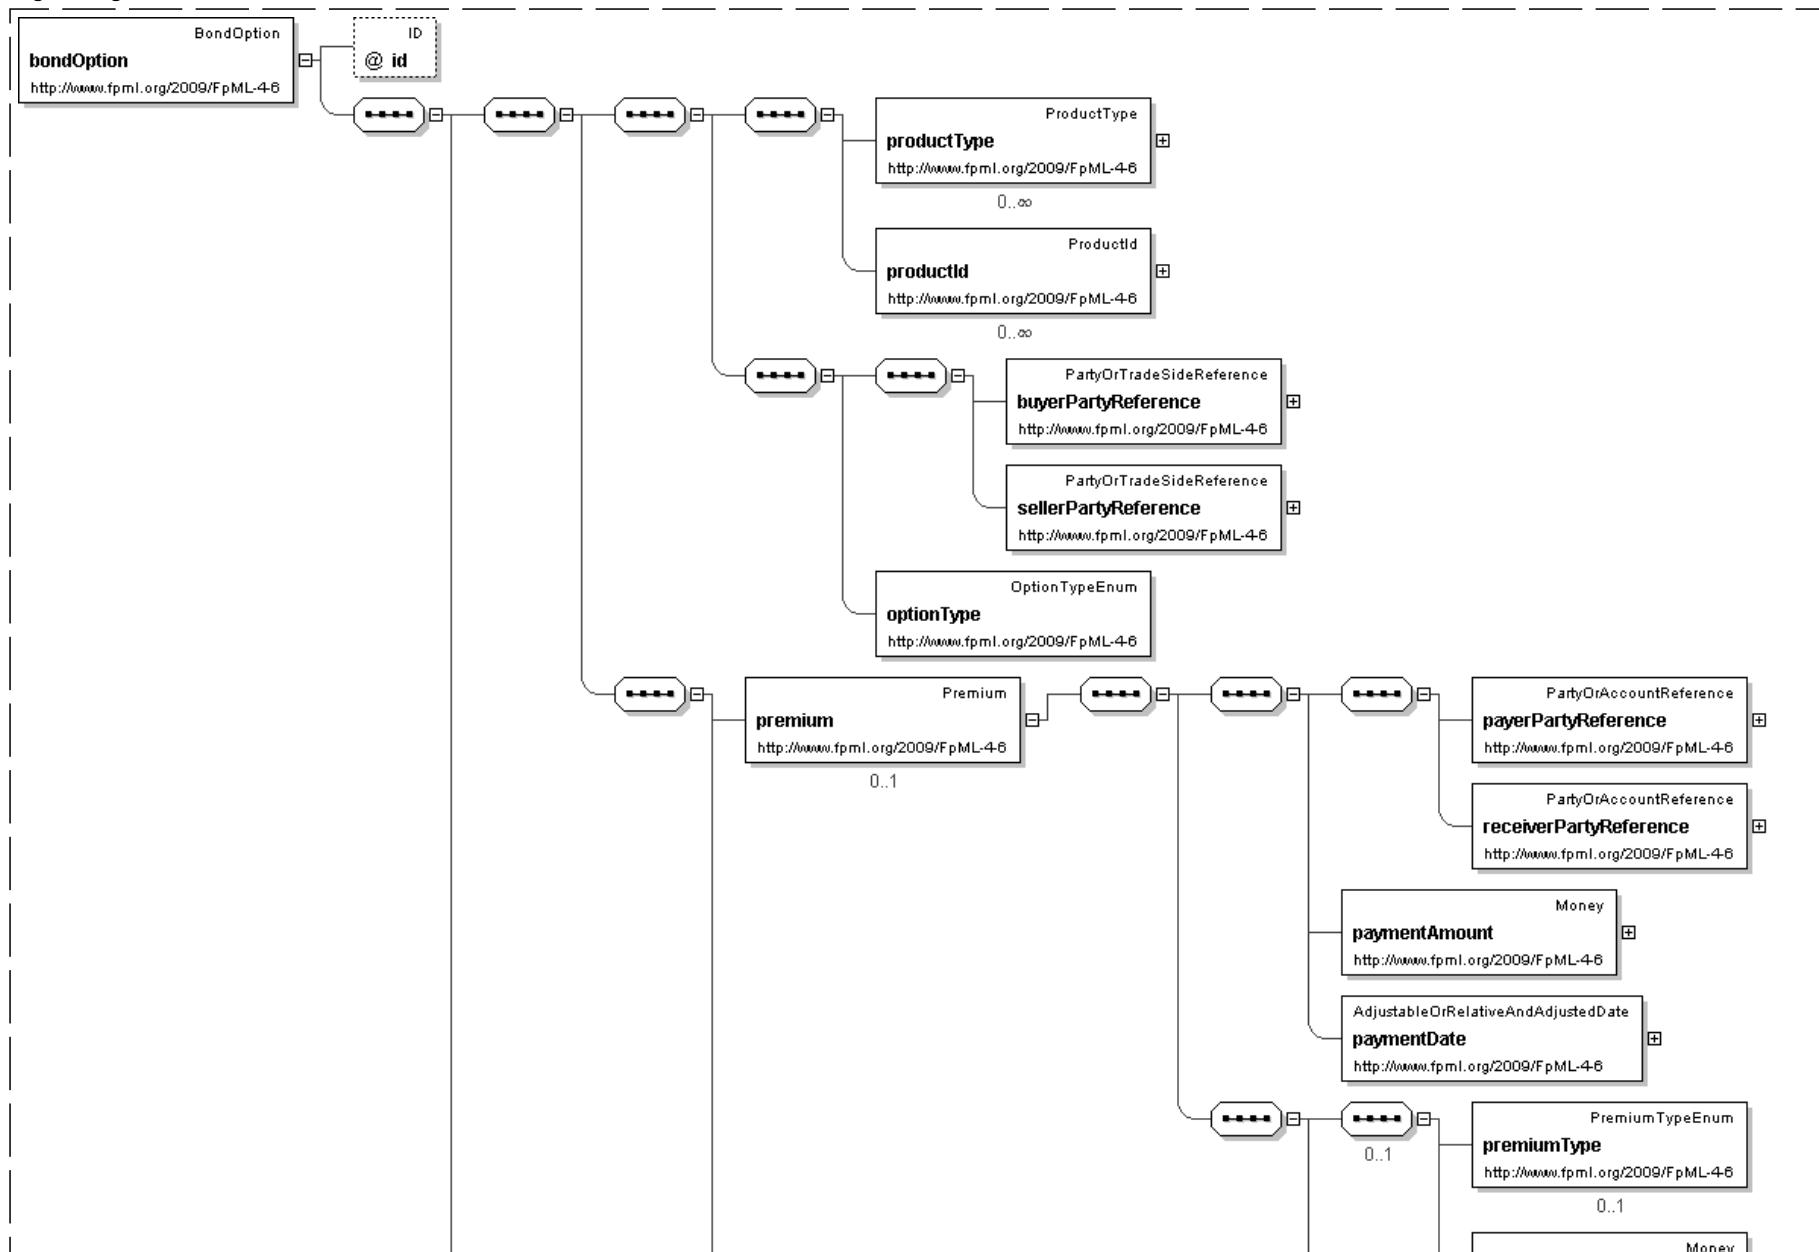 BondOption
bondOption
http://www.fpml.org/2009/FpML-4-6
ID
@ id
ProductType
productType
http://www.fpml.org/2009/FpML-4-6
0..∞
ProductId
productId
http://www.fpml.org/2009/FpML-4-6
0..∞
PartyOrTradeSideReference
buyerPartyReference
http://www.fpml.org/2009/FpML-4-6
PartyOrTradeSideReference
sellerPartyReference
http://www.fpml.org/2009/FpML-4-6
OptionTypeEnum
optionType
http://www.fpml.org/2009/FpML-4-6
Premium
premium
http://www.fpml.org/2009/FpML-4-6
0..1
PartyOrAccountReference
payerPartyReference
http://www.fpml.org/2009/FpML-4-6
PartyOrAccountReference
receiverPartyReference
http://www.fpml.org/2009/FpML-4-6
Money
paymentAmount
http://www.fpml.org/2009/FpML-4-6
AdjustableOrRelativeAndAdjustedDate
paymentDate
http://www.fpml.org/2009/FpML-4-6
0..1
PremiumTypeEnum
premiumType
http://www.fpml.org/2009/FpML-4-6
0..1
Money